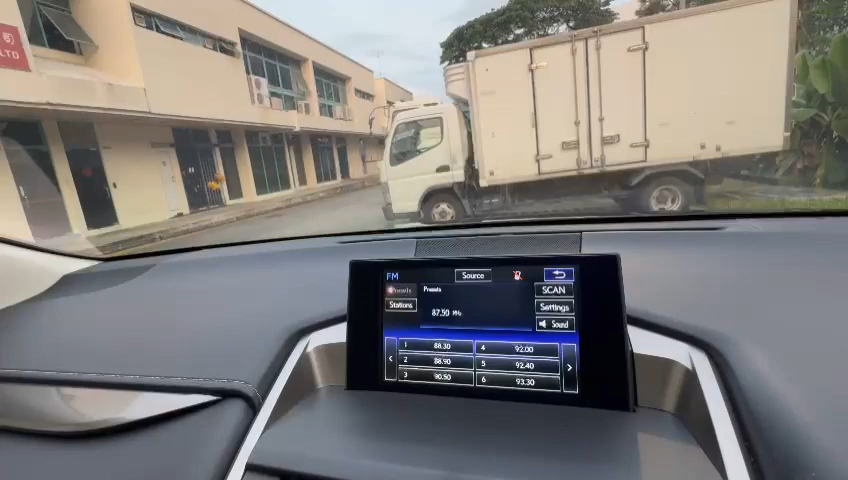 LTD
FM
Source
Presets
Presets
SCAN
Stations
87.50 MHz
Settings
Sound
1 88.30
4 92.00
2 88.90
5 92.40
3 90.50
6 93.30